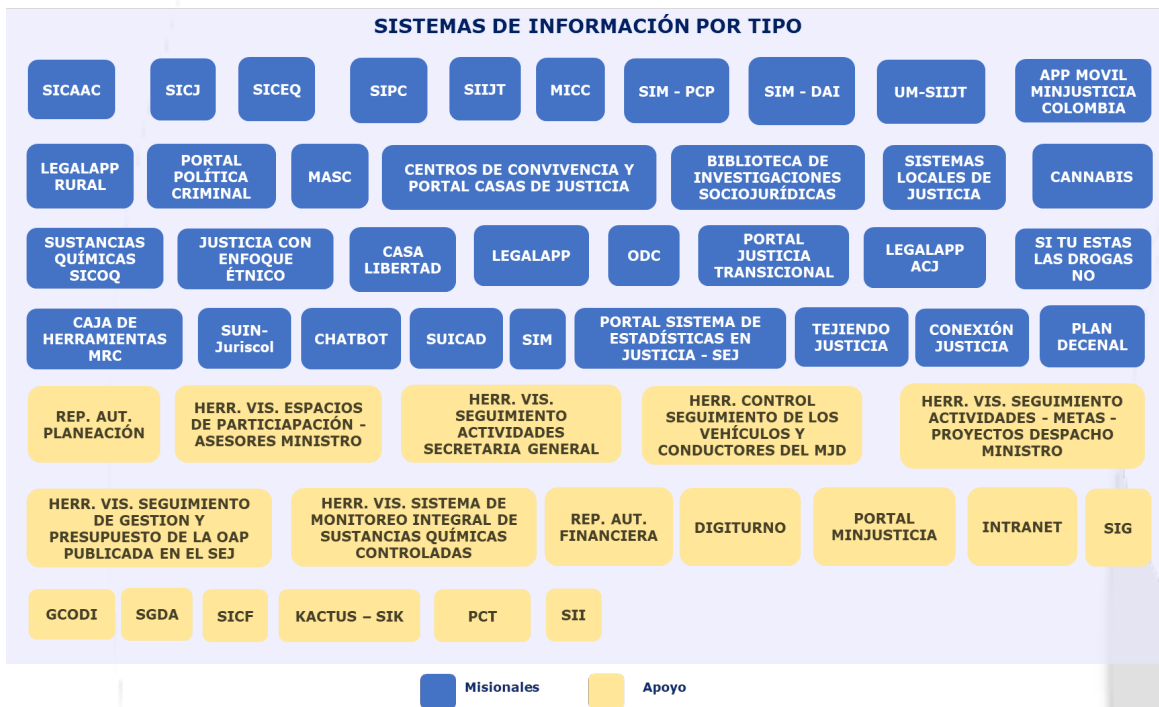 SISTEMAS DE INFORMACIÓN POR TIPO
SICAAC
SICJ
SICEQ
SIPC
SIIJT
MICC
SIM - PCP
SIM - DAI
UM-SIIJT
APP MOVIL
MINJUSTICIA
COLOMBIA
LEGALAPP
RURAL
PORTAL
POLÍTICA
CRIMINAL
MASC
CENTROS DE CONVIVENCIA Y
PORTAL CASAS DE JUSTICIA
BIBLIOTECA DE
INVESTIGACIONES
SOCIOJURÍDICAS
SISTEMAS
LOCALES DE
JUSTICIA
CANNABIS
SUSTANCIAS
QUÍMICAS
SICOQ
JUSTICIA CON
ENFOQUE
ÉTNICO
CASA
LIBERTAD
LEGALAPP
ODC
PORTAL
JUSTICIA
TRANSICIONAL
LEGALAPP
ACJ
SI TU ESTAS
LAS DROGAS
NO
CAJA DE
HERRAMIENTAS
MRC
SUIN-
Juriscol
CHATBOT
SUICAD
SIM
PORTAL SISTEMA DE
ESTADÍSTICAS EN
JUSTICIA - SEJ
TEJIENDO
JUSTICIA
CONEXIÓN
JUSTICIA
PLAN
DECENAL
REP. AUT.
PLANEACIÓN
HERR. VIS. ESPACIOS
DE PARTICIAPACIÓN -
ASESORES MINISTRO
HERR. VIS.
SEGUIMIENTO
ACTIVIDADES
SECRETARIA GENERAL
HERR. CONTROL
SEGUIMIENTO DE LOS
VEHÍCULOS Y
CONDUCTORES DEL MJD
HERR. VIS. SEGUIMIENTO
ACTIVIDADES - METAS -
PROYECTOS DESPACHO
MINISTRO
HERR. VIS. SEGUIMIENTO
DE GESTION Y
PRESUPUESTO DE LA OAP
PUBLICADA EN EL SEJ
HERR. VIS. SISTEMA DE
MONITOREO INTEGRAL DE
SUSTANCIAS QUÍMICAS
CONTROLADAS
REP. AUT.
FINANCIERA
DIGITURNO
PORTAL
MINJUSTICIA
INTRANET
SIG
GCODI
SGDA
SICF
KACTUS – SIK
PCT
SII
Misionales
Apoyo